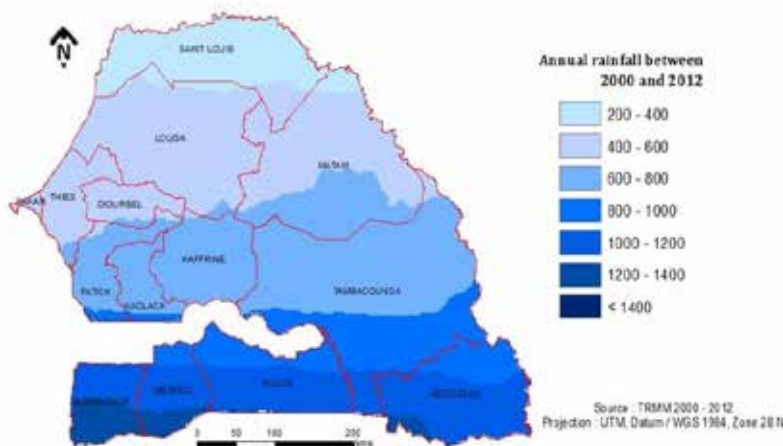 N
SAINT LOUIS
LOUGA
MATAM
DAKAR
THIES
DIOURBEL
KAFFRINE
FATICK
KAOLACK
TAMBACOUNDA
KOLDA
0 50 100 200
Annual rainfall between
2000 and 2012
200 - 400
400 - 600
600 - 800
800 - 1000
1000 - 1200
1200 - 1400
< 1400
Source : TRMM 2000 - 2012
Projection : UTM, Datum / WGS 1984, Zone 28 N